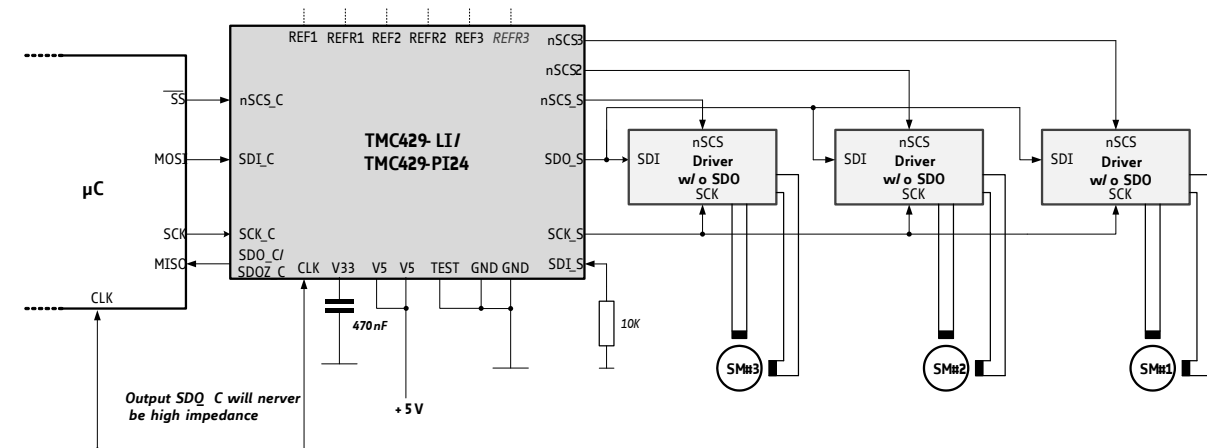 REF1 REFR1 REF2 REFR2 REF3 REFR3
nSCS3
nSCS2
SS nSCS_C nSCS_S
TMC429-LI/
TMC429-PI24
MOSI SDI_C SDO_S
µC
SCK SCK_C SCK_S
MISO SDO_C/
SDOZ_C
CLK V33 V5 V5 TEST GND GND SDI_S
CLK
470nF
10K
+5V
Output SDO_C will nerver
be high impedance
nSCS
SDI Driver
w/o SDO
SCK
nSCS
SDI Driver
w/o SDO
SCK
nSCS
SDI Driver
w/o SDO
SCK
SM#3 SM#2 SM#1